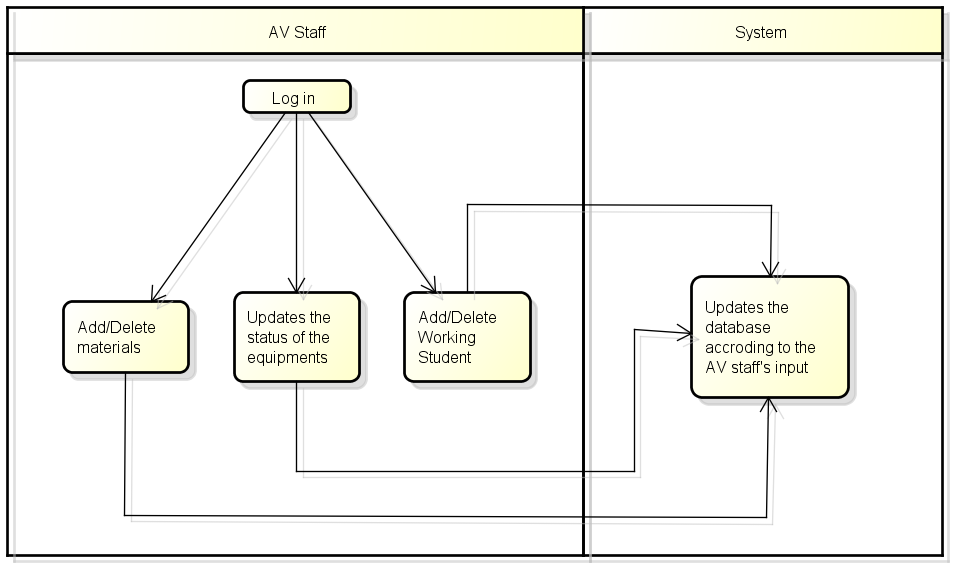 AV Staff
System
Log in
Add/Delete
materials
Updates the
status of the
equipments
Add/Delete
Working
Student
Updates the
database
accroding to the
AV staff's input